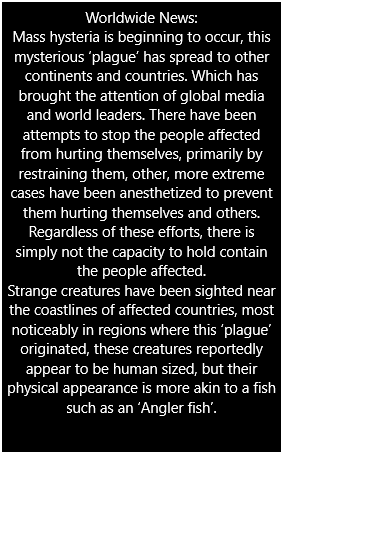 Worldwide News:
Mass hysteria is beginning to occur, this
mysterious ‘plague’ has spread to other
continents and countries. Which has
brought the attention of global media
and world leaders. There have been
attempts to stop the people affected
from hurting themselves, primarily by
restraining them, other, more extreme
cases have been anesthetized to prevent
them hurting themselves and others.
Regardless of these efforts, there is
simply not the capacity to hold contain
the people affected.
Strange creatures have been sighted near
the coastlines of affected countries, most
noticeably in regions where this ‘plague’
originated, these creatures reportedly
appear to be human sized, but their
physical appearance is more akin to a fish
such as an ‘Angler fish’.